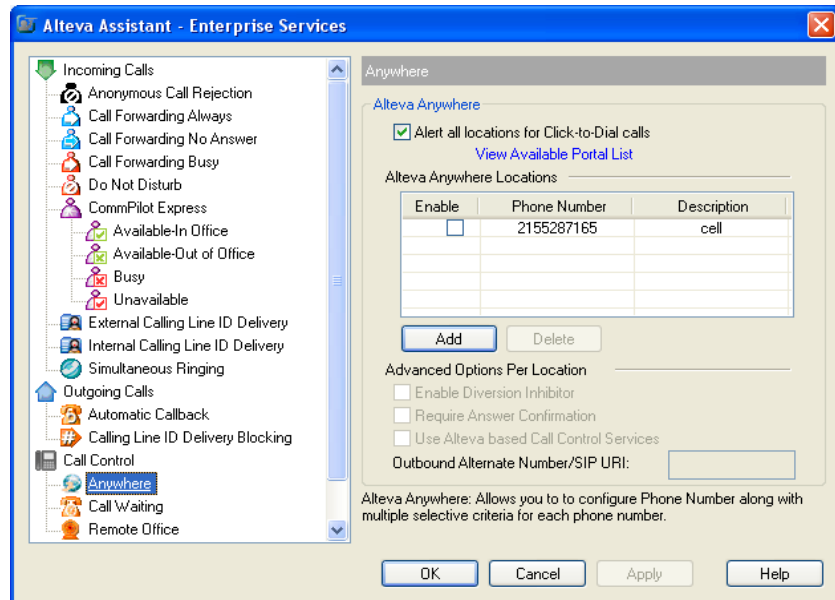 Alteva Assistant - Enterprise Services
Incoming Calls
Anonymous Call Rejection
Call Forwarding Always
Call Forwarding No Answer
Call Forwarding Busy
Do Not Disturb
CommPilot Express
Available-In Office
Available-Out of Office
Busy
Unavailable
External Calling Line ID Delivery
Internal Calling Line ID Delivery
Simultaneous Ringing
Outgoing Calls
Automatic Callback
Calling Line ID Delivery Blocking
Call Control
Anywhere
Call Waiting
Remote Office
Anywhere
Alteva Anywhere
Alert all locations for Click-to-Dial calls
View Available Portal List
Alteva Anywhere Locations
Enable Phone Number Description
2155287165 cell
Add Delete
Advanced Options Per Location
Enable Diversion Inhibitor
Require Answer Confirmation
Use Alteva based Call Control Services
Outbound Alternate Number/SIP URI:
Alteva Anywhere: Allows you to to configure Phone Number along with
multiple selective criteria for each phone number.
OK Cancel Apply Help